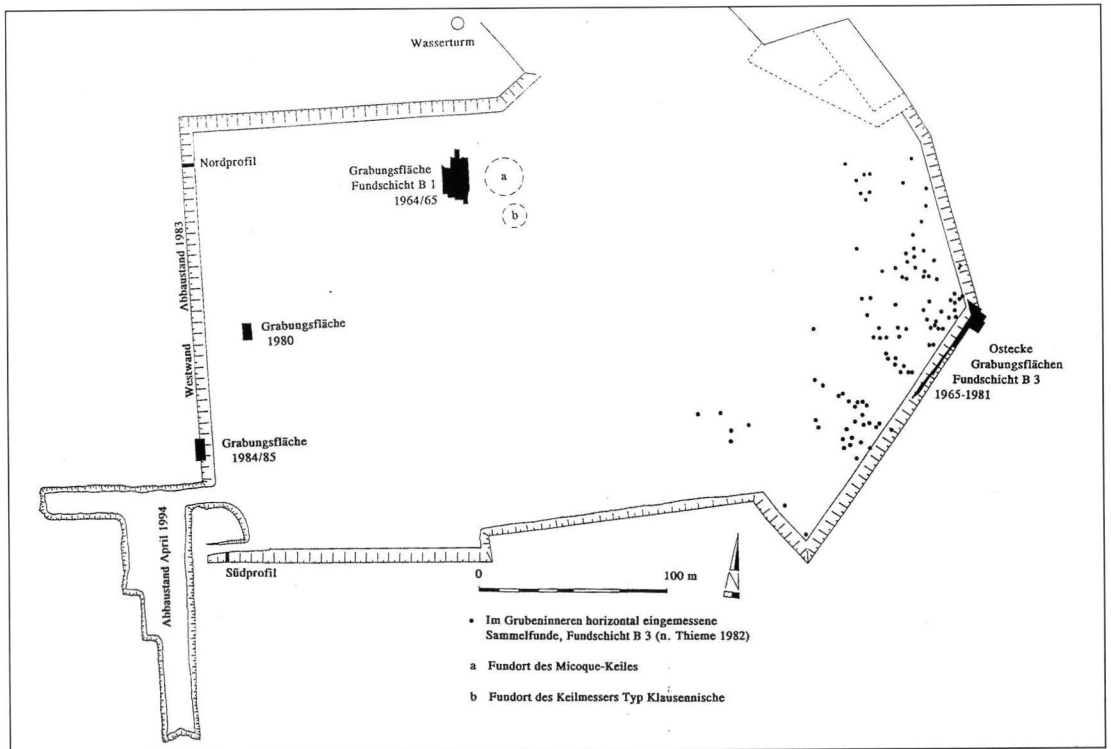 Wasserturm
Nordprofil
Grabungsfläche
Fundschicht B 1
1964/65
a
b
Abbaustand 1983
Westwand
Grabungsfläche
1980
Ostecke
Grabungsflächen
Fundschicht B 3
1965-1981
Grabungsfläche
1984/85
Abbaustand April 1994
Südprofil
0
100 m
N
• Im Grubeninneren horizontal eingemessene
Sammelfunde, Fundschicht B 3 (n. Thieme 1982)
a Fundort des Micoque-Keiles
b Fundort des Keilmessers Typ Klausennische